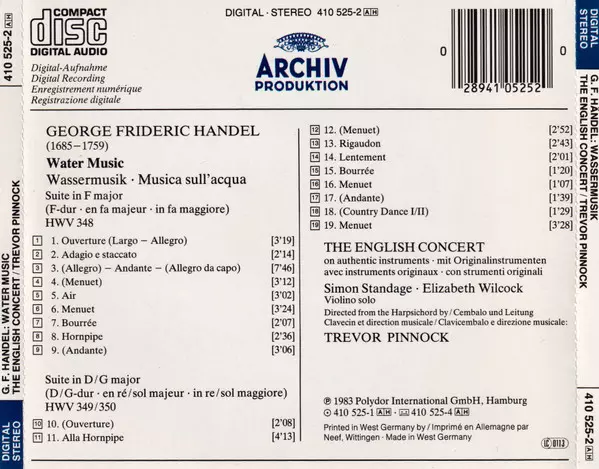 410 525-2 AH
G. F. HANDEL: WATER MUSIC
THE ENGLISH CONCERT/TREVOR PINNOCK
DIGITAL
STEREO
COMPACT
disc
DIGITAL AUDIO
DIGITAL · STEREO 410 525-2 AH
Digital-Aufnahme
Digital Recording
Enregistrement numérique
Registrazione digitale
ARCHIV
PRODUKTION
0 28941 05252 0
GEORGE FRIDERIC HANDEL
(1685–1759)
Water Music
Wassermusik · Musica sull'acqua
Suite in F major
(F-dur · en fa majeur · in fa maggiore)
HWV 348
1 1. Ouverture (Largo – Allegro) [3'19]
2 2. Adagio e staccato [2'14]
3 3. (Allegro) – Andante – (Allegro da capo) [7'46]
4 4. (Menuet) [3'12]
5 5. Air [3'02]
6 6. Menuet [3'24]
7 7. Bourrée [2'07]
8 8. Hornpipe [2'36]
9 9. (Andante) [3'06]
Suite in D/G major
(D/G-dur · en ré/sol majeur · in re/sol maggiore)
HWV 349/350
10 10. (Ouverture) [2'08]
11 11. Alla Hornpipe [4'13]
12 12. (Menuet) [2'52]
13 13. Rigaudon [2'43]
14 14. Lentement [2'01]
15 15. Bourrée [1'20]
16 16. Menuet [1'07]
17 17. (Andante) [1'39]
18 18. (Country Dance I/II) [1'29]
19 19. Menuet [3'28]
THE ENGLISH CONCERT
on authentic instruments · mit Originalinstrumenten
avec instruments originaux · con strumenti originali
Simon Standage · Elizabeth Wilcock
Violino solo
Directed from the Harpsichord by/Cembalo und Leitung
Clavecin et direction musicale/Clavicembalo e direzione musicale:
TREVOR PINNOCK
℗ 1983 Polydor International GmbH, Hamburg
410 525-1 AH · 410 525-4 AH
Printed in West Germany by/Imprimé en Allemagne par
Neef, Wittingen · Made in West Germany
LC 0113
DIGITAL
STEREO
G. F. HÄNDEL: WASSERMUSIK
THE ENGLISH CONCERT/TREVOR PINNOCK
410 525-2 AH